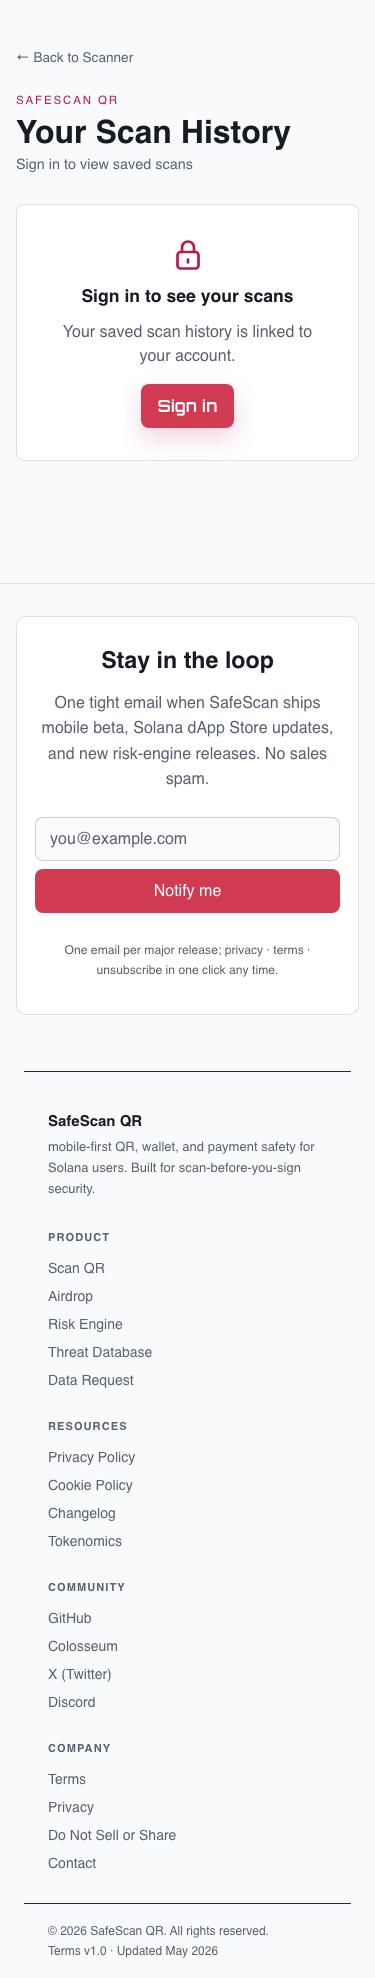 ← Back to Scanner
SAFESCAN QR
Your Scan History
Sign in to view saved scans
Sign in to see your scans
Your saved scan history is linked to
your account.
Sign in
Stay in the loop
One tight email when SafeScan ships
mobile beta, Solana dApp Store updates,
and new risk-engine releases. No sales
spam.
you@example.com
Notify me
One email per major release; privacy · terms ·
unsubscribe in one click any time.
SafeScan QR
mobile-first QR, wallet, and payment safety for
Solana users. Built for scan-before-you-sign
security.
PRODUCT
Scan QR
Airdrop
Risk Engine
Threat Database
Data Request
RESOURCES
Privacy Policy
Cookie Policy
Changelog
Tokenomics
COMMUNITY
GitHub
Colosseum
X (Twitter)
Discord
COMPANY
Terms
Privacy
Do Not Sell or Share
Contact
© 2026 SafeScan QR. All rights reserved.
Terms v1.0 · Updated May 2026